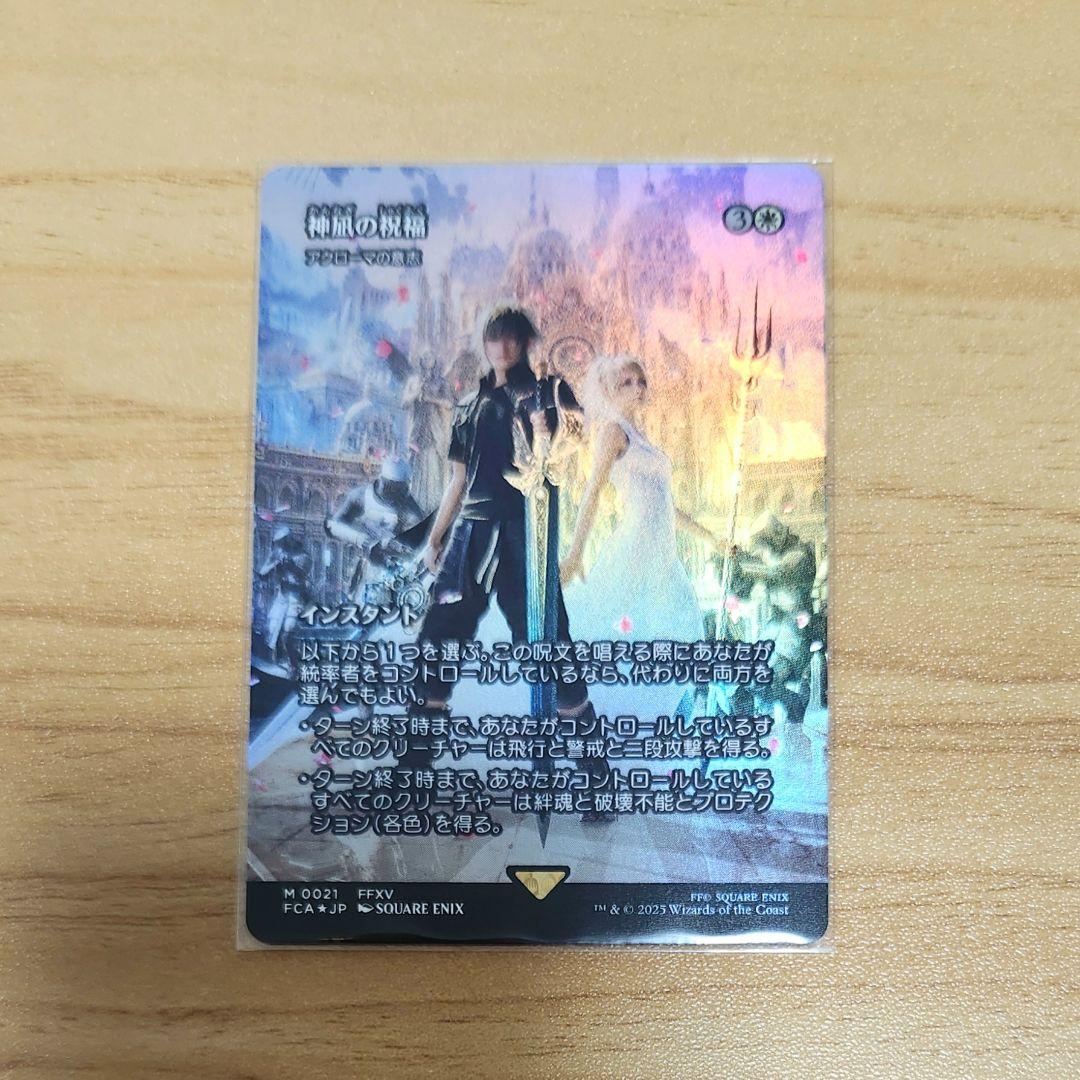 神凪の祝福
3
アクローマの意志
インスタント
以下から1つを選ぶ。この呪文を唱える際にあなたが
統率者をコントロールしているなら、代わりに両方を
選んでもよい。
・ターン終了時まで、あなたがコントロールしているす
べてのクリーチャーは飛行と警戒と二段攻撃を得る。
・ターン終了時まで、あなたがコントロールしている
すべてのクリーチャーは絆魂と破壊不能とプロテク
ション(各色)を得る。
M 0021 FFXV
FCA★JP SQUARE ENIX
FF© SQUARE ENIX
™ & © 2025 Wizards of the Coast